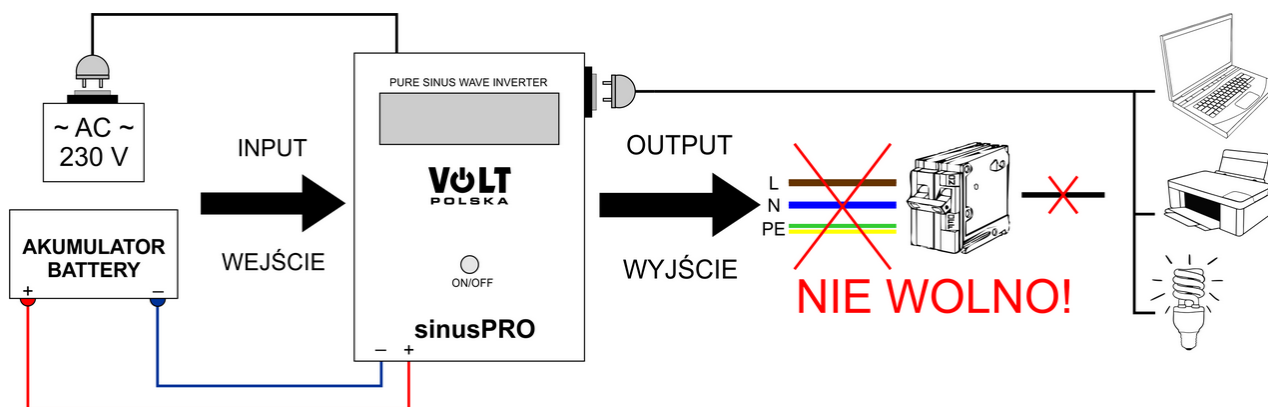 ~ AC ~
230 V
AKUMULATOR
BATTERY
+ –
INPUT
WEJŚCIE
PURE SINUS WAVE INVERTER
VOLT
POLSKA
ON/OFF
sinusPRO
– +
OUTPUT
WYJŚCIE
L
N
PE
NIE WOLNO!